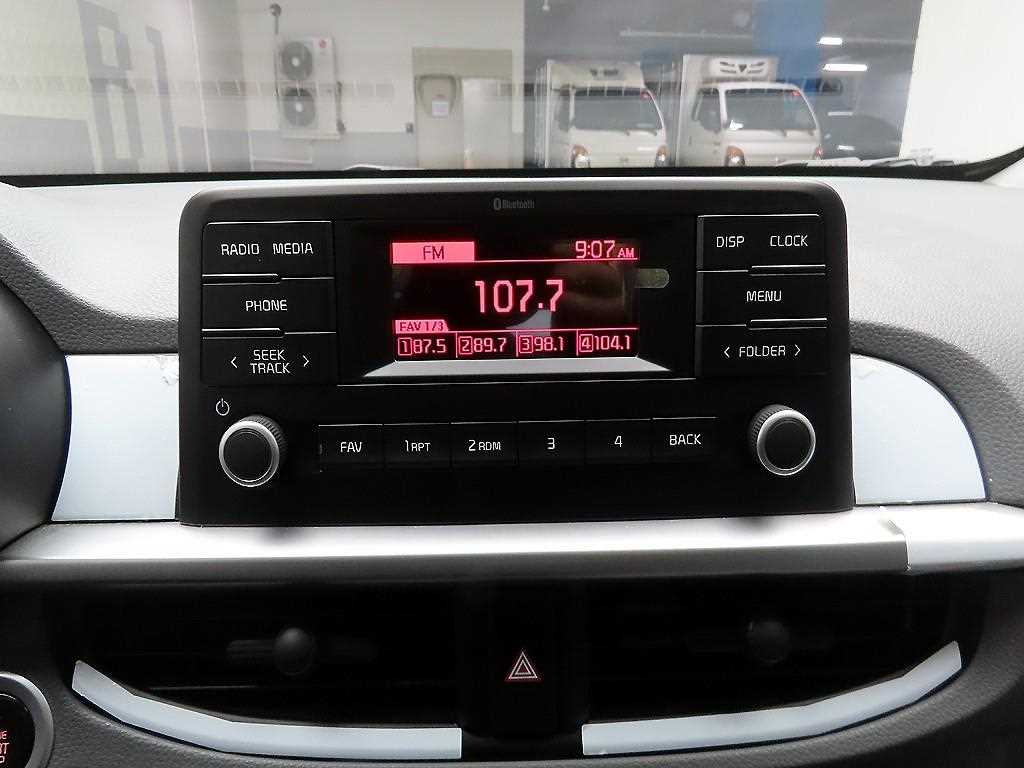 B1
Bluetooth
RADIO MEDIA
FM
9:07 AM
DISP CLOCK
PHONE
107.7
MENU
FAV 1/3
1 87.5 2 89.7 3 98.1 4 104.1
< SEEK TRACK >
< FOLDER >
FAV
1 RPT
2 RDM
3
4
BACK